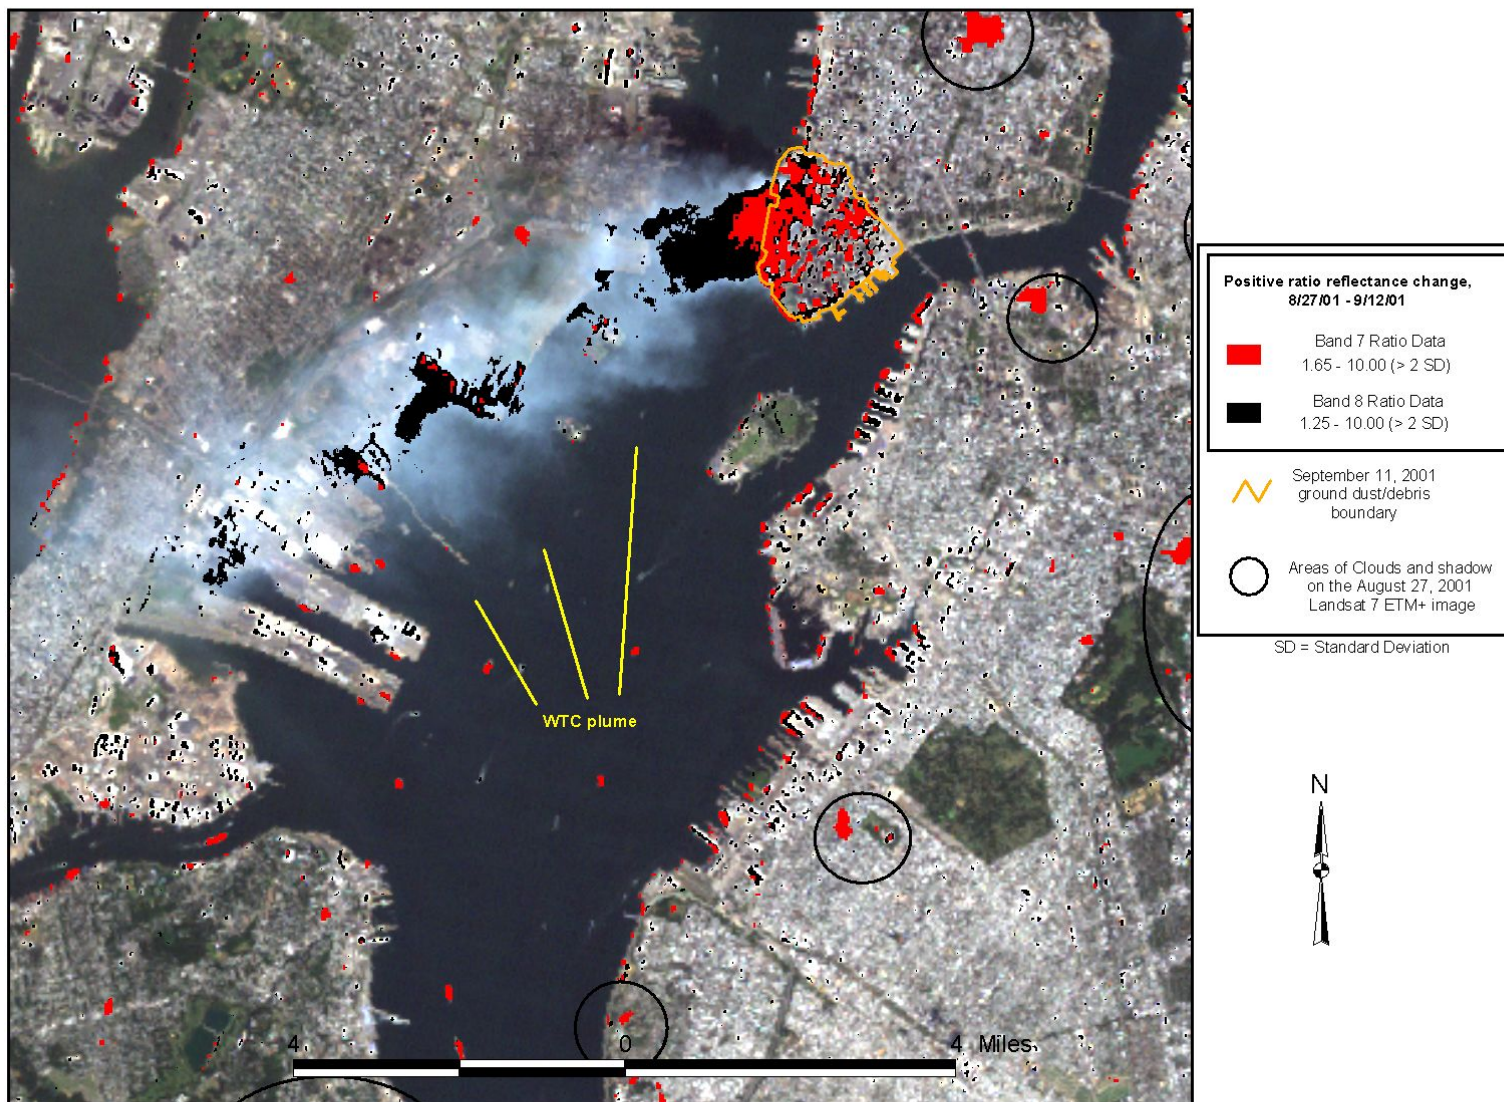 Positive ratio reflectance change,
8/27/01 - 9/12/01
Band 7 Ratio Data
1.65 - 10.00 (> 2 SD)
Band 8 Ratio Data
1.25 - 10.00 (> 2 SD)
September 11, 2001
ground dust/debris
boundary
Areas of Clouds and shadow
on the August 27, 2001
Landsat 7 ETM+ image
SD = Standard Deviation
WTC plume
N
4 0 4 Miles